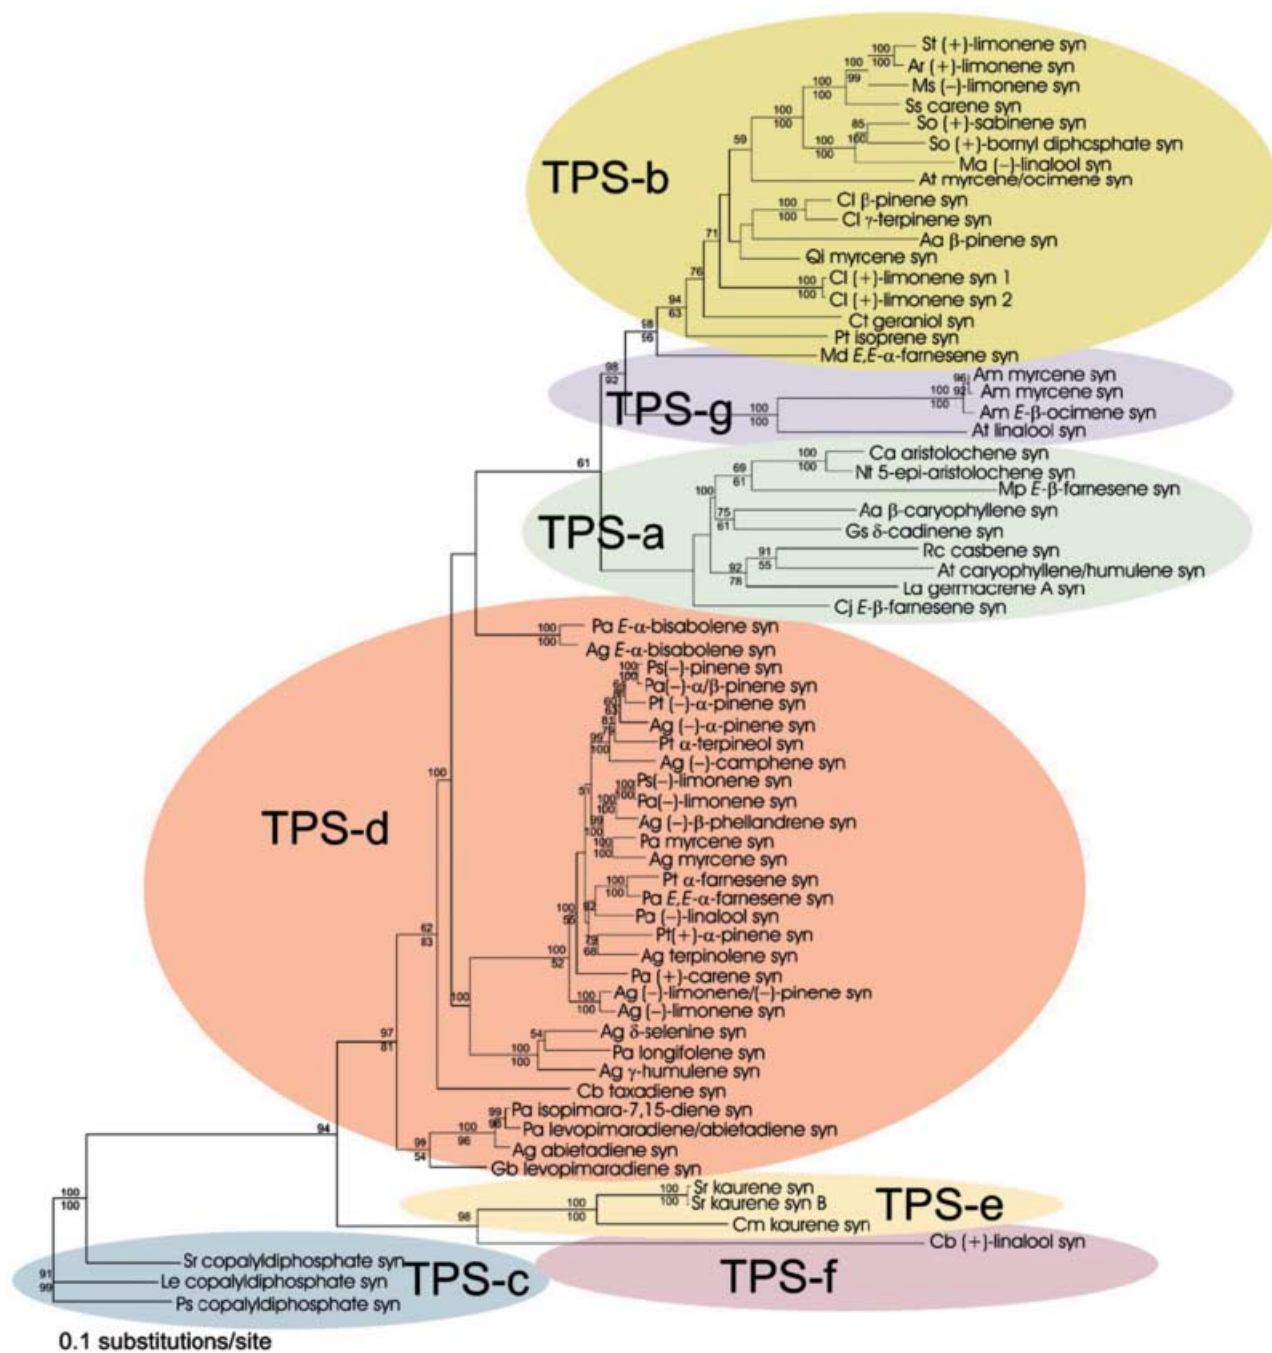 St (+)-limonene syn
Ar (+)-limonene syn
Ms (–)-limonene syn
Ss carene syn
So (+)-sabinene syn
So (+)-bornyl diphcsphate syn
Ma (–)-linalool syn
At myrcene/ocimene syn
TPS-b
Cl β-pinene syn
Cl γ-terpinene syn
Aa β-pinene syn
Qi myrcene syn
Cl (+)-limonene syn 1
Cl (+)-limonene syn 2
Ct geraniol syn
Pt isoprene syn
Md E,E-α-farnesene syn
Am myrcene syn
Am myrcene syn
Am E-β-ocimene syn
TPS-g
At linalool syn
Ca aristolochene syn
Nt 5-epi-aristolochene syn
Mp E-β-farnesene syn
Aa β-caryophyllene syn
TPS-a
Gs δ-cadinene syn
Rc casbene syn
At caryophyllene/humulene syn
La germacrene A syn
Cj E-β-farnesene syn
Pa E-α-bisabolene syn
Ag E-α-bisabolene syn
Ps(–)-pinene syn
Pa(–)-α/β-pinene syn
Pt (–)-α-pinene syn
Ag (–)-α-pinene syn
Pt α-terpineol syn
Ag (–)-camphene syn
Ps(–)-limonene syn
Pa(–)-limonene syn
Ag (–)-β-phellandrene syn
TPS-d
Pa myrcene syn
Ag myrcene syn
Pt α-farnesene syn
Pa E,E-α-farnesene syn
Pa (–)-linalool syn
Pt(+)-α-pinene syn
Ag terpinolene syn
Pa (+)-carene syn
Ag (–)-limonene/(–)-pinene syn
Ag (–)-limonene syn
Ag δ-selenine syn
Pa longifolene syn
Ag γ-humulene syn
Cb taxadiene syn
Pa isopimara-7,15-diene syn
Pa levopimaradiene/abietadiene syn
Ag abietadiene syn
Gb levopimaradiene syn
Sr kaurene syn
Sr kaurene syn B
TPS-e
Cm kaurene syn
Cb (+)-linalool syn
Sr copalyldiphosphate syn
TPS-c
TPS-f
Le copalyldiphosphate syn
Ps copalyldiphosphate syn
0.1 substitutions/site